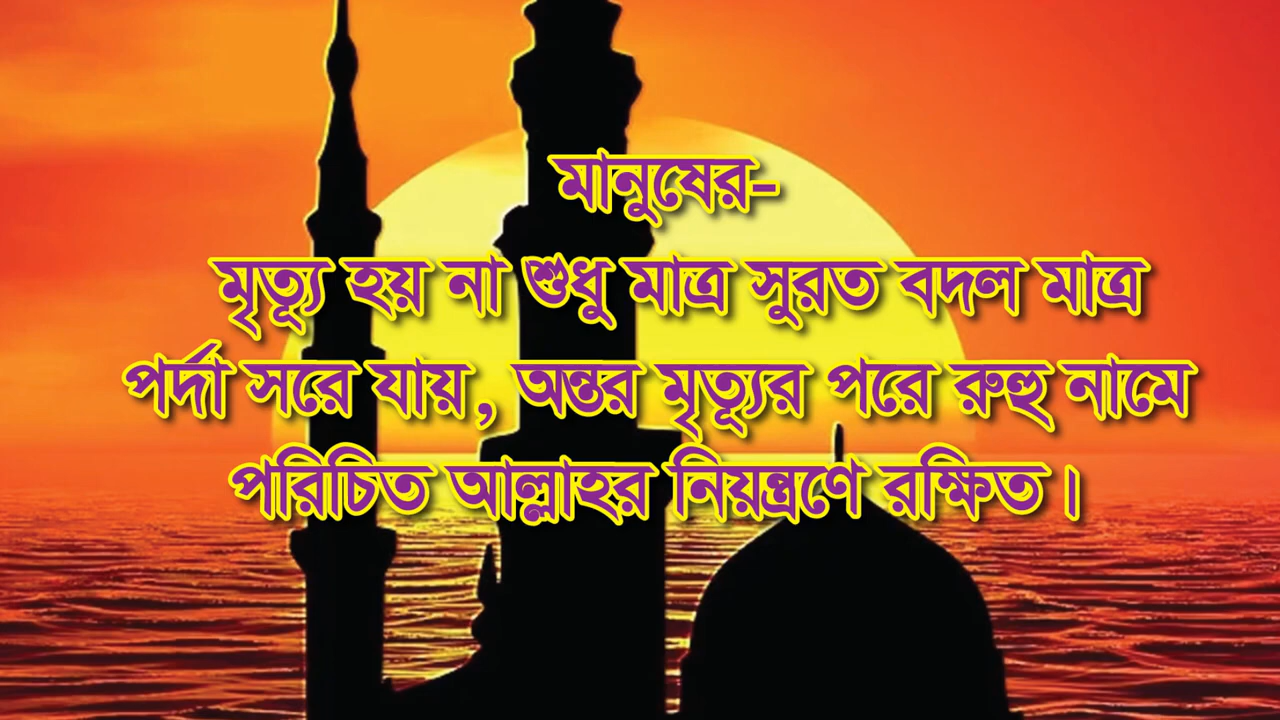 মানুষের-
মৃত্যূ হয় না শুধু মাত্র সুরত বদল মাত্র
পর্দা সরে যায়, অন্তর মৃত্যূর পরে রুহু নামে
পরিচিত আল্লাহর নিয়ন্ত্রণে রক্ষিত।